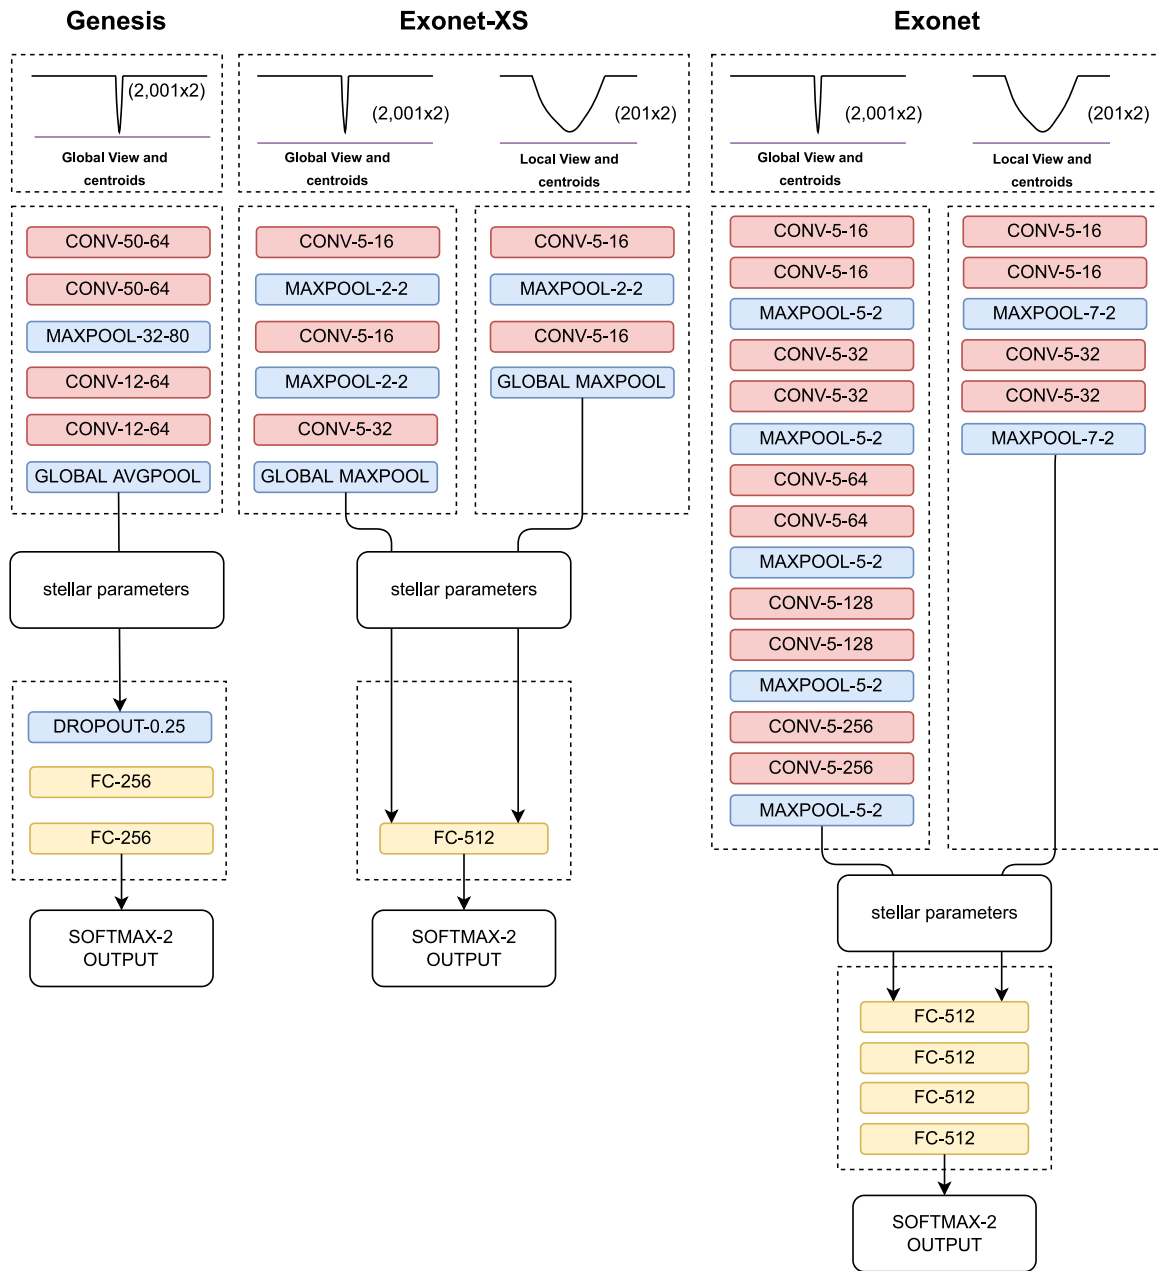 Genesis
(2,001x2)
Global View and
centroids
CONV-50-64
CONV-50-64
MAXPOOL-32-80
CONV-12-64
CONV-12-64
GLOBAL AVGPOOL
stellar parameters
DROPOUT-0.25
FC-256
FC-256
SOFTMAX-2
OUTPUT
Exonet-XS
(2,001x2)
Global View and
centroids
(201x2)
Local View and
centroids
CONV-5-16
MAXPOOL-2-2
CONV-5-16
MAXPOOL-2-2
CONV-5-32
GLOBAL MAXPOOL
CONV-5-16
MAXPOOL-2-2
CONV-5-16
GLOBAL MAXPOOL
stellar parameters
FC-512
SOFTMAX-2
OUTPUT
Exonet
(2,001x2)
Global View and
centroids
(201x2)
Local View and
centroids
CONV-5-16
CONV-5-16
MAXPOOL-5-2
CONV-5-32
CONV-5-32
MAXPOOL-5-2
CONV-5-64
CONV-5-64
MAXPOOL-5-2
CONV-5-128
CONV-5-128
MAXPOOL-5-2
CONV-5-256
CONV-5-256
MAXPOOL-5-2
CONV-5-16
CONV-5-16
MAXPOOL-7-2
CONV-5-32
CONV-5-32
MAXPOOL-7-2
stellar parameters
FC-512
FC-512
FC-512
FC-512
SOFTMAX-2
OUTPUT